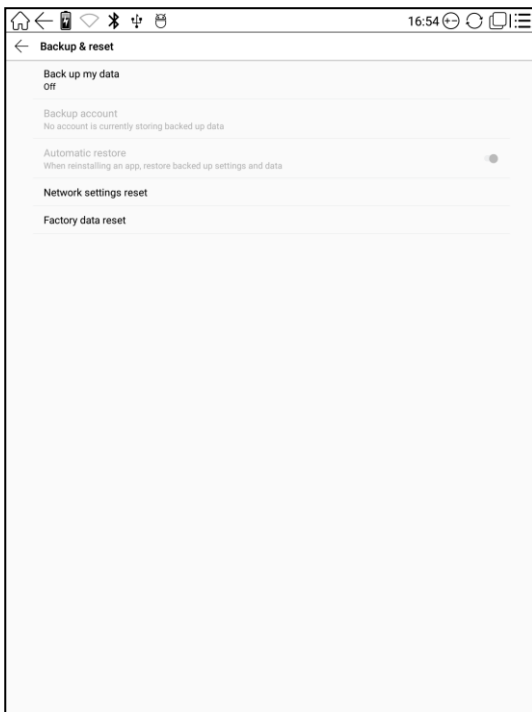 16:54
Backup & reset
Back up my data
Off
Backup account
No account is currently storing backed up data
Automatic restore
When reinstalling an app, restore backed up settings and data
Network settings reset
Factory data reset